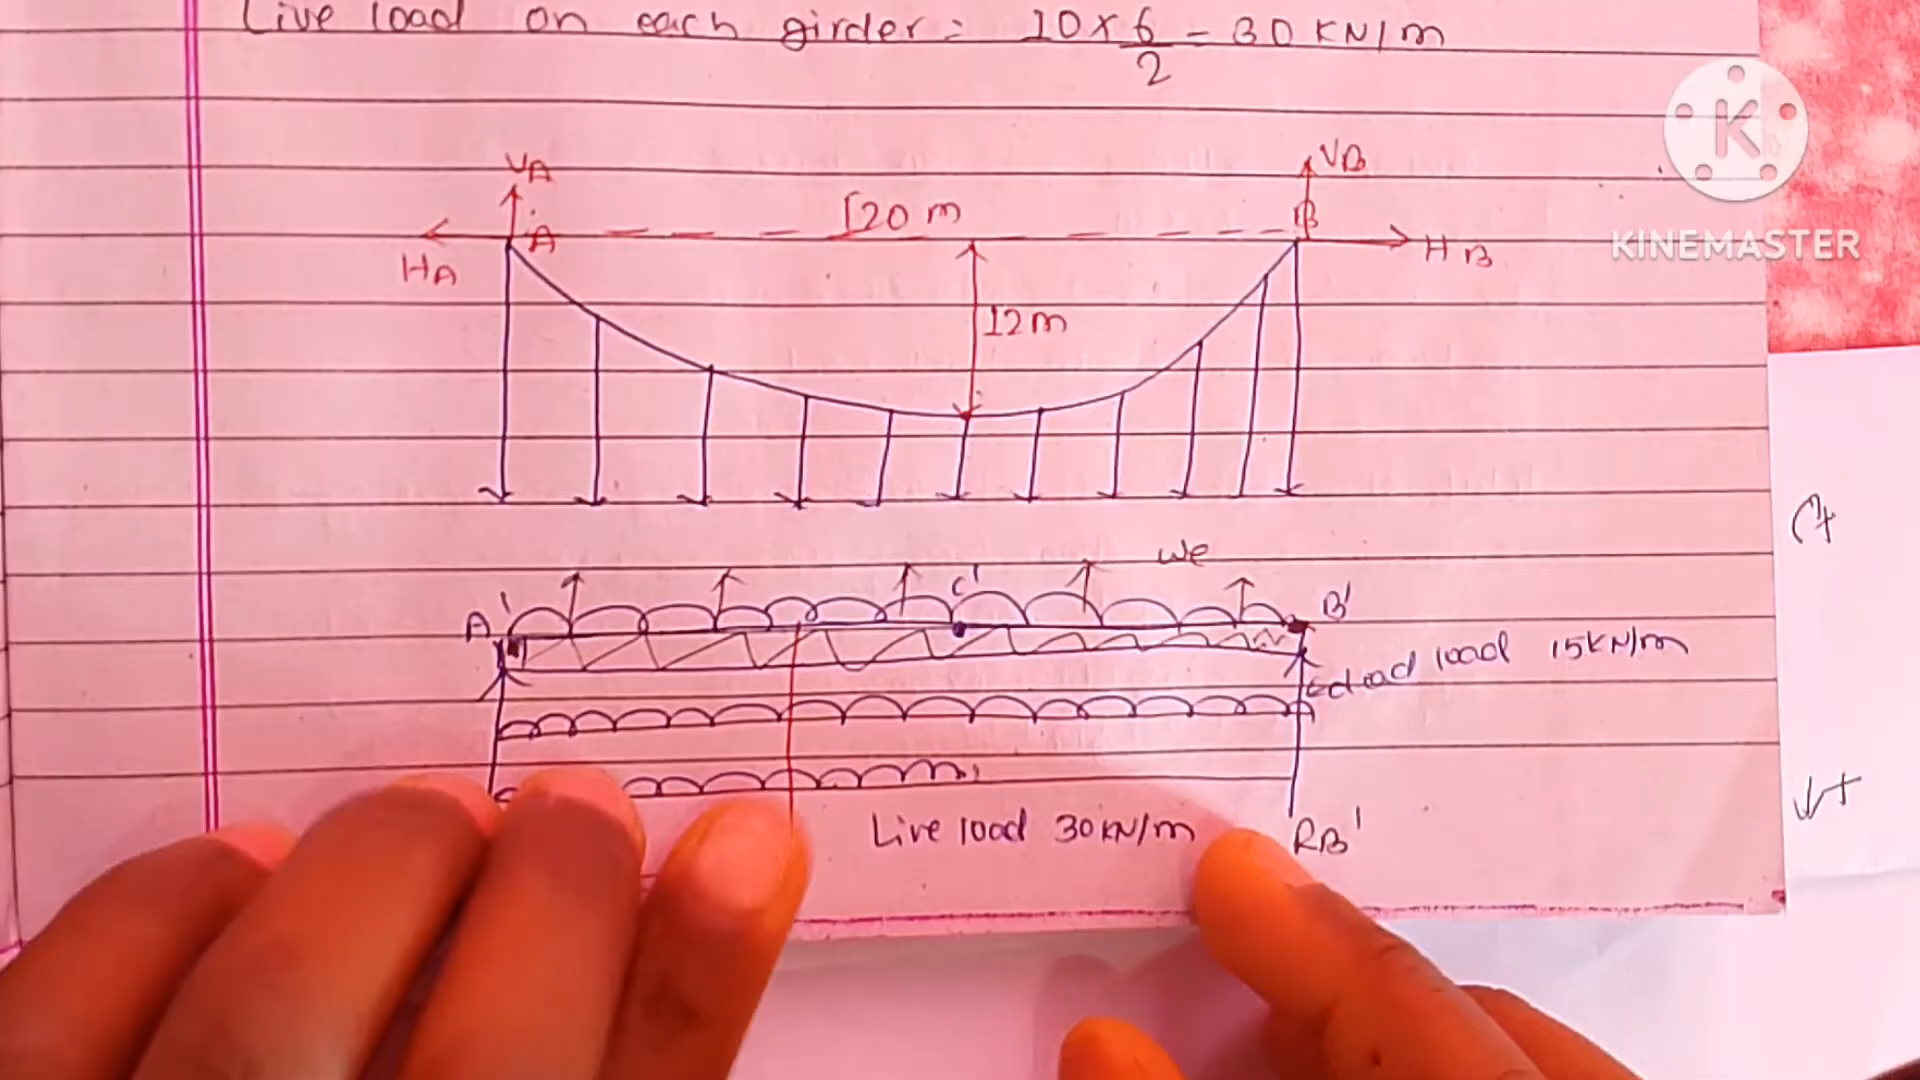 Live load on each girder = 10 x 6/2 = 30 KN/m
VA
VB
K
120 m
A
B
HA
HB
KINEMASTER
12m
we
C'
A'
B'
dead load 15KN/m
Live load 30KN/m
RB'